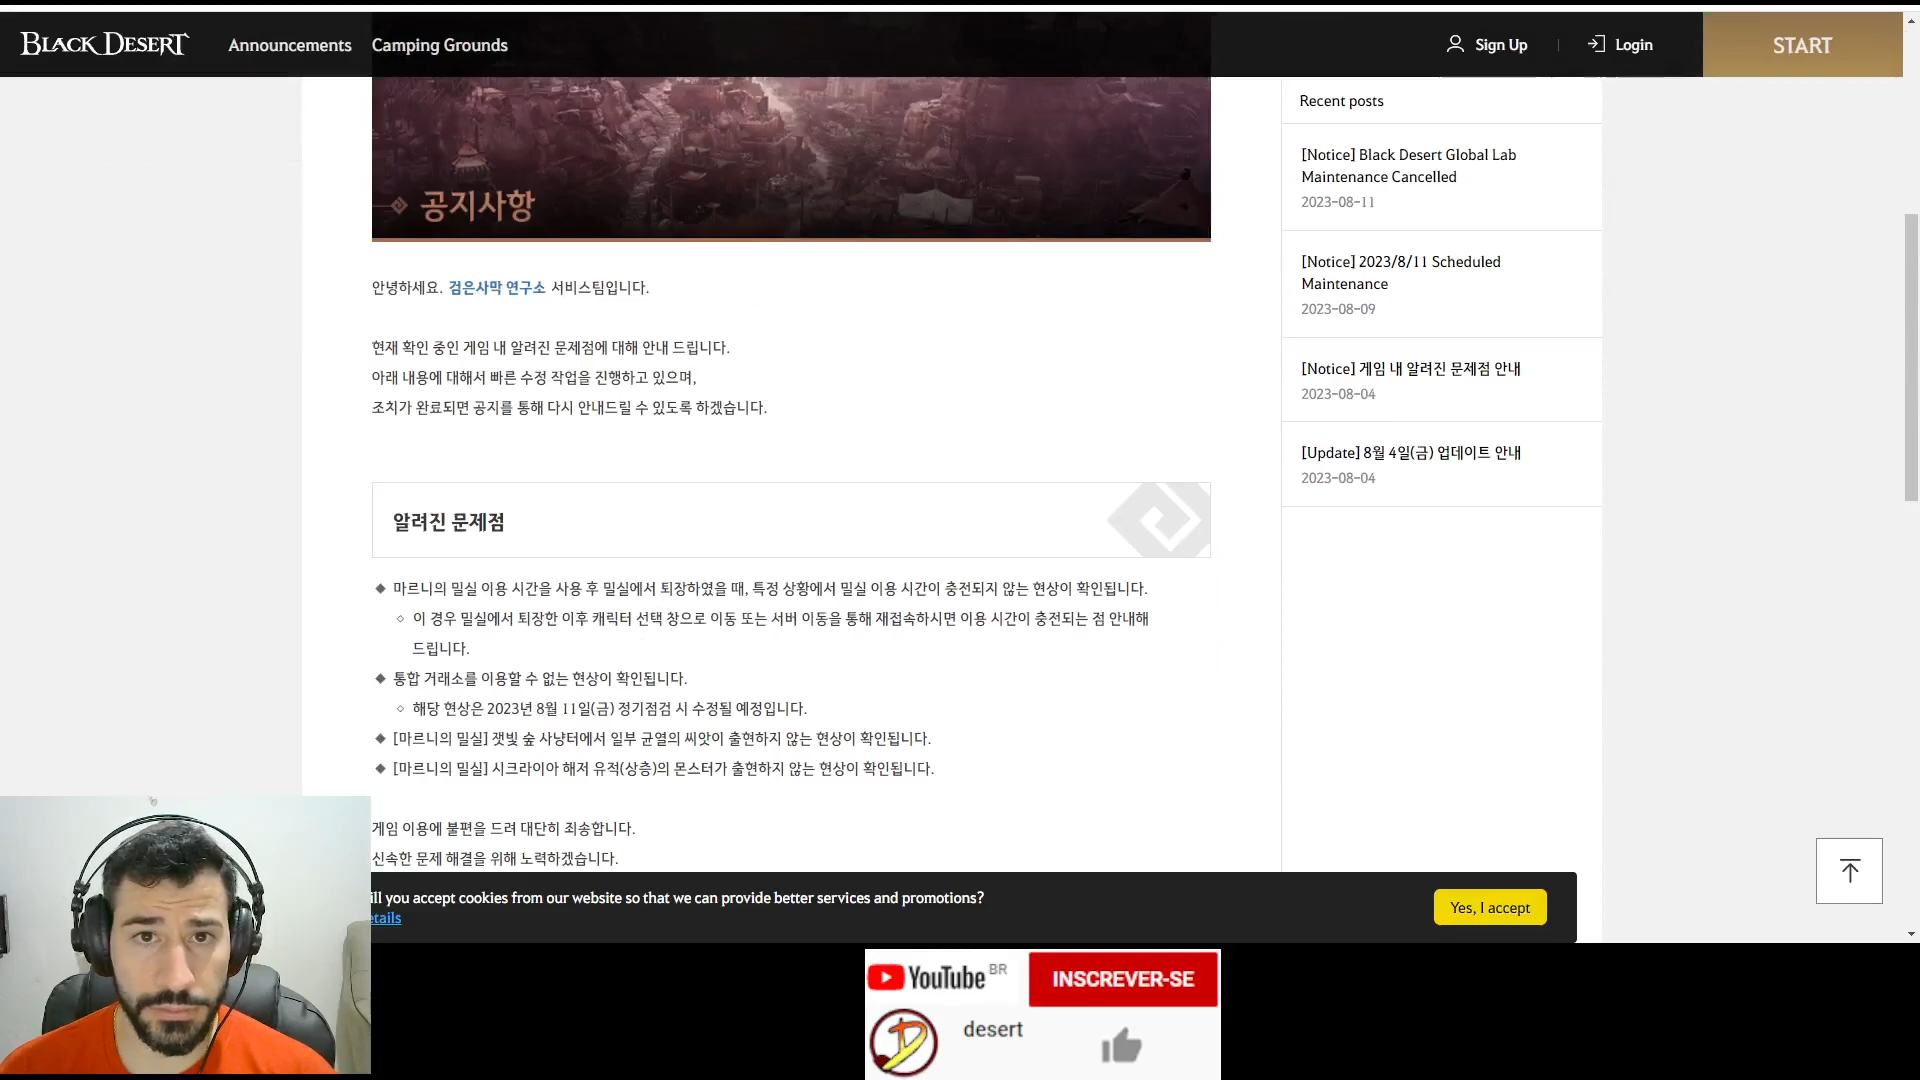 BLACK DESERT
Announcements
Camping Grounds
Sign Up
Login
START
공지사항
안녕하세요. 검은사막 연구소 서비스팀입니다.
현재 확인 중인 게임 내 알려진 문제점에 대해 안내 드립니다.
아래 내용에 대해서 빠른 수정 작업을 진행하고 있으며,
조치가 완료되면 공지를 통해 다시 안내드릴 수 있도록 하겠습니다.
알려진 문제점
마르니의 밀실 이용 시간을 사용 후 밀실에서 퇴장하였을 때, 특정 상황에서 밀실 이용 시간이 충전되지 않는 현상이 확인됩니다.
이 경우 밀실에서 퇴장한 이후 캐릭터 선택 창으로 이동 또는 서버 이동을 통해 재접속하시면 이용 시간이 충전되는 점 안내해
드립니다.
통합 거래소를 이용할 수 없는 현상이 확인됩니다.
해당 현상은 2023년 8월 11일(금) 정기점검 시 수정될 예정입니다.
[마르니의 밀실] 잿빛 숲 사냥터에서 일부 균열의 씨앗이 출현하지 않는 현상이 확인됩니다.
[마르니의 밀실] 시크라이아 해저 유적(상층)의 몬스터가 출현하지 않는 현상이 확인됩니다.
게임 이용에 불편을 드려 대단히 죄송합니다.
신속한 문제 해결을 위해 노력하겠습니다.
Recent posts
[Notice] Black Desert Global Lab
Maintenance Cancelled
2023-08-11
[Notice] 2023/8/11 Scheduled
Maintenance
2023-08-09
[Notice] 게임 내 알려진 문제점 안내
2023-08-04
[Update] 8월 4일(금) 업데이트 안내
2023-08-04
ill you accept cookies from our website so that we can provide better services and promotions?
etails
Yes, I accept
YouTube BR
INSCREVER-SE
desert